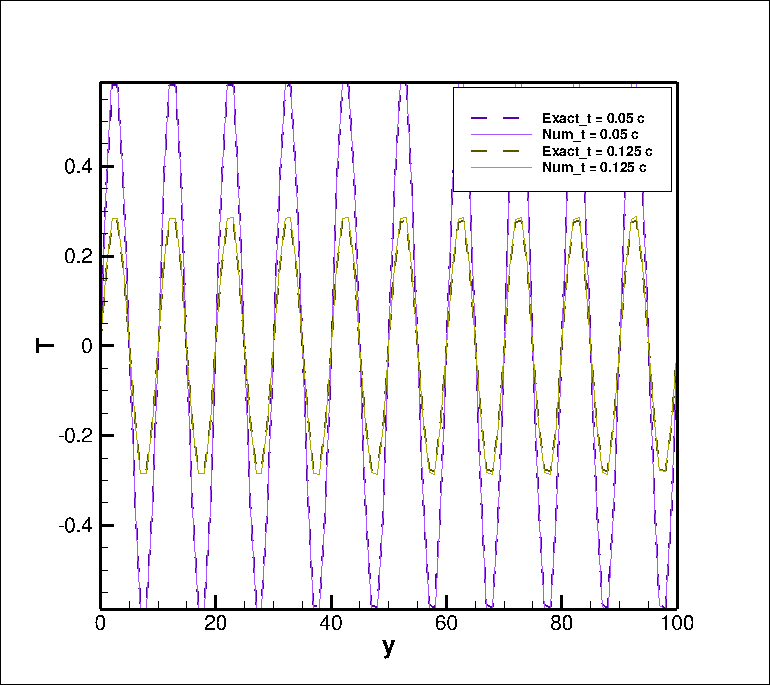 Exact_t = 0.05 c
Num_t = 0.05 c
Exact_t = 0.125 c
Num_t = 0.125 c
0.4
0.2
T
0
-0.2
-0.4
0 20 40 60 80 100
y